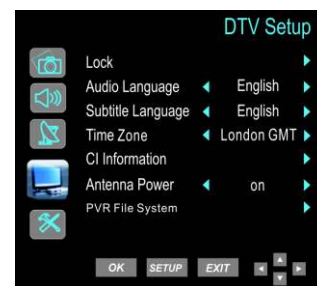 DTV Setup
Lock
Audio Language English
Subtitle Language English
Time Zone London GMT
CI Information
Antenna Power on
PVR File System
OK SETUP EXIT